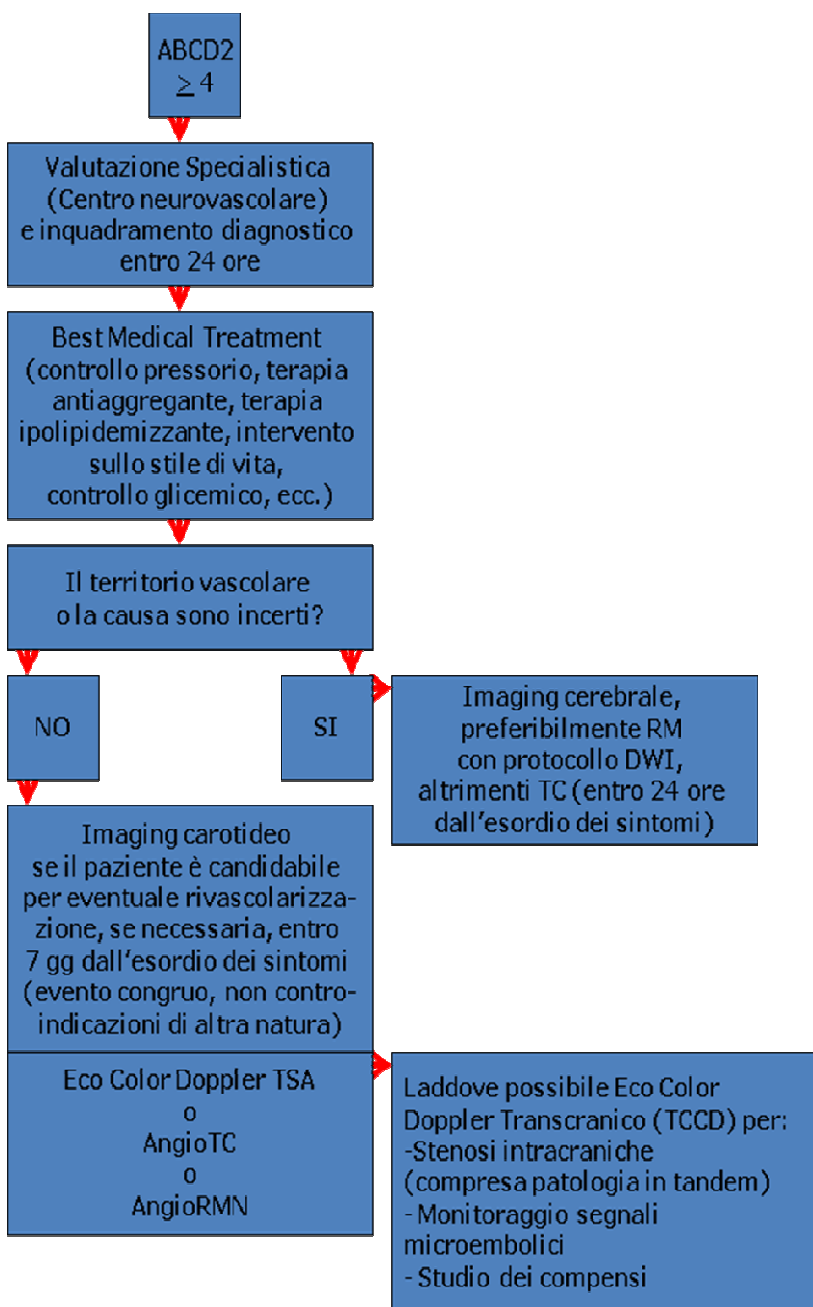 ABCD2
≥ 4
Valutazione Specialistica
(Centro neurovascolare)
e inquadramento diagnostico
entro 24 ore
Best Medical Treatment
(controllo pressorio, terapia
antiaggregante, terapia
ipolipidemizzante, intervento
sullo stile di vita,
controllo glicemico, ecc.)
Il territorio vascolare
o la causa sono incerti?
NO
SI
Imaging cerebrale,
preferibilmente RM
con protocollo DWI,
altrimenti TC (entro 24 ore
dall'esordio dei sintomi)
Imaging carotideo
se il paziente è candidabile
per eventuale rivascolarizza-
zione, se necessaria, entro
7 gg dall'esordio dei sintomi
(evento congruo, non contro-
indicazioni di altra natura)
Eco Color Doppler TSA
o
AngioTC
o
AngioRMN
Laddove possibile Eco Color
Doppler Transcranico (TCCD) per:
-Stenosi intracraniche
(compresa patologia in tandem)
- Monitoraggio segnali
microembolici
- Studio dei compensi